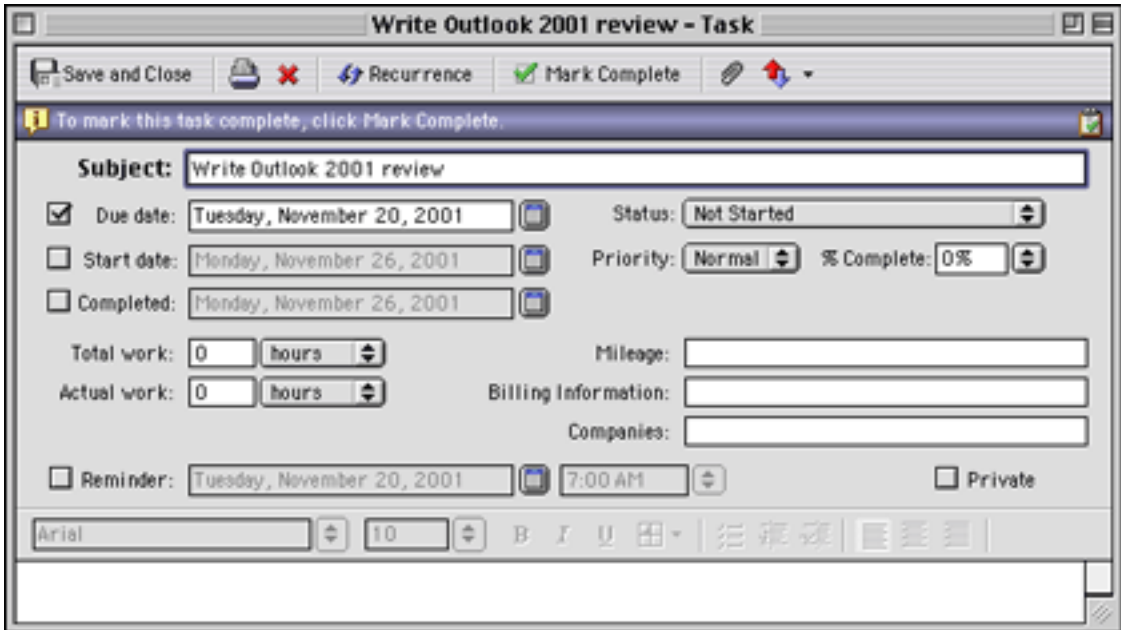 Write Outlook 2001 review – Task
Save and Close Recurrence Mark Complete
To mark this task complete, click Mark Complete.
Subject: Write Outlook 2001 review
Due date: Tuesday, November 20, 2001 Status: Not Started
Start date: Monday, November 26, 2001 Priority: Normal % Complete: 0%
Completed: Monday, November 26, 2001
Total work: 0 hours Mileage:
Actual work: 0 hours Billing Information:
Companies:
Reminder: Tuesday, November 20, 2001 7:00 AM Private
Arial 10 B I U